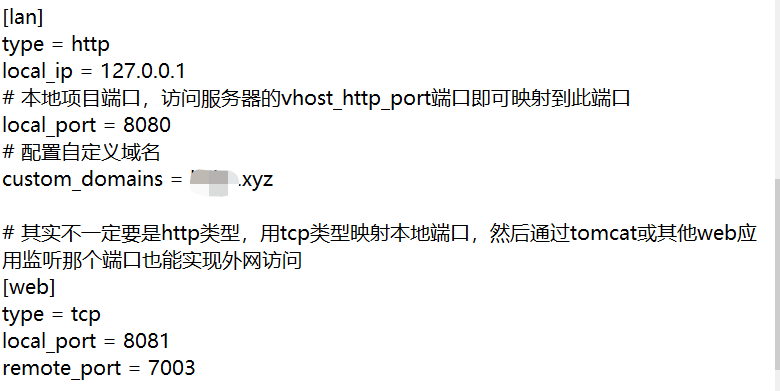 [lan]
type = http
local_ip = 127.0.0.1
# 本地项目端口，访问服务器的vhost_http_port端口即可映射到此端口
local_port = 8080
# 配置自定义域名
custom_domains = .xyz
# 其实不一定要是http类型，用tcp类型映射本地端口，然后通过tomcat或其他web应
用监听那个端口也能实现外网访问
[web]
type = tcp
local_port = 8081
remote_port = 7003